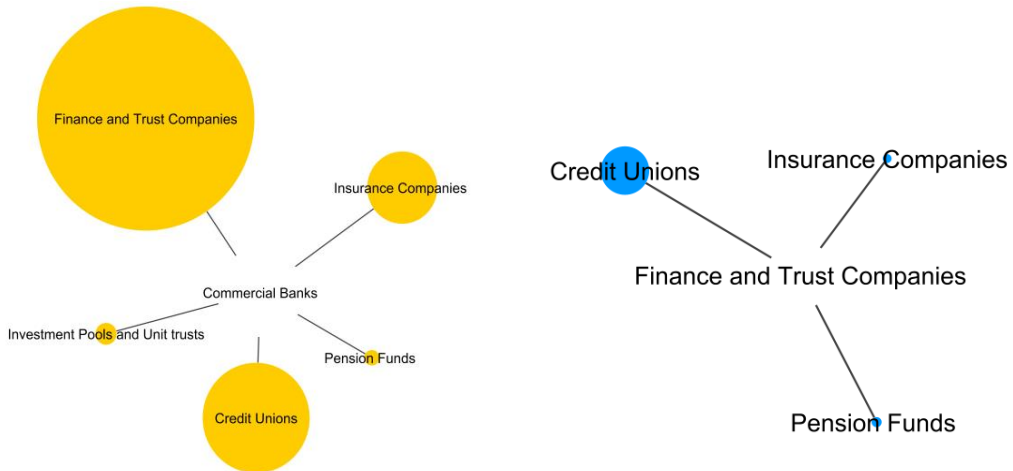 Finance and Trust Companies
Insurance Companies
Commercial Banks
Investment Pools and Unit trusts
Pension Funds
Credit Unions
Insurance Companies
Credit Unions
Finance and Trust Companies
Pension Funds